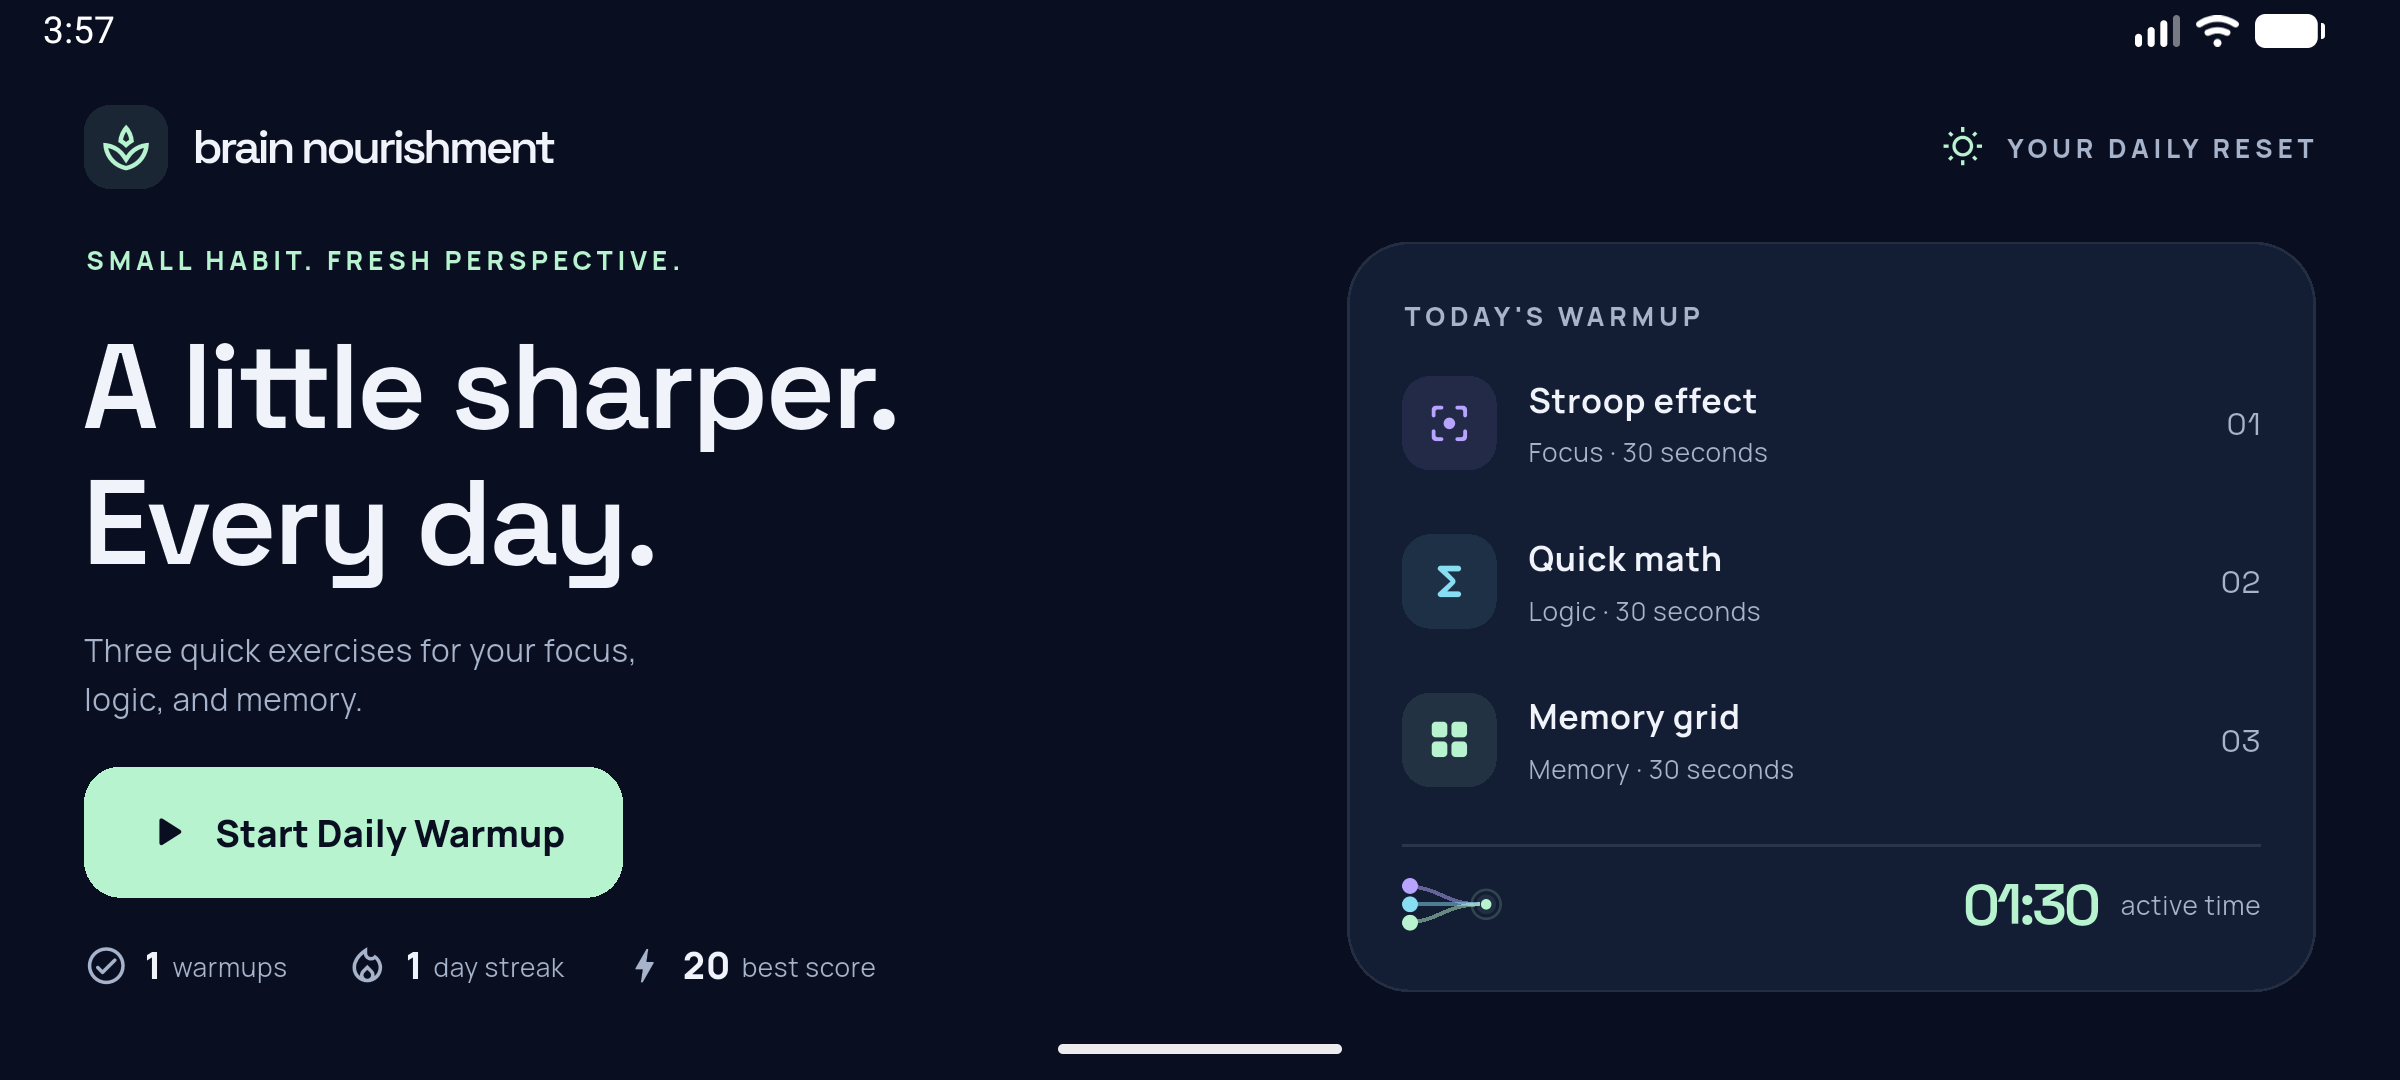 3:57
brain nourishment
YOUR DAILY RESET
SMALL HABIT. FRESH PERSPECTIVE.
A little sharper.
Every day.
Three quick exercises for your focus,
logic, and memory.
Start Daily Warmup
1 warmups
1 day streak
20 best score
TODAY'S WARMUP
Stroop effect
Focus · 30 seconds
01
Quick math
Logic · 30 seconds
02
Memory grid
Memory · 30 seconds
03
01:30 active time